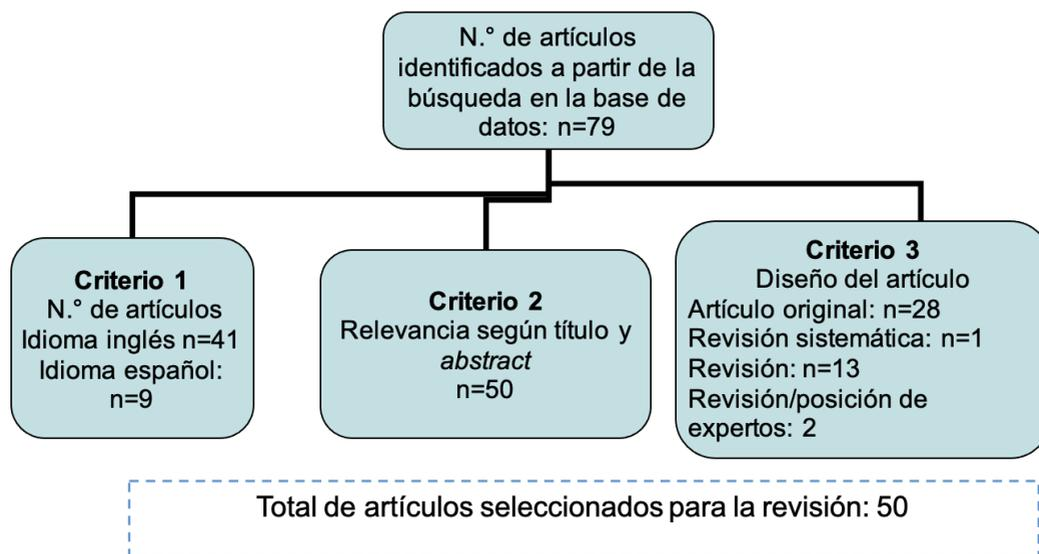 N.° de artículos
identificados a partir de la
búsqueda en la base de
datos: n=79
Criterio 1
N.° de artículos
Idioma inglés n=41
Idioma español:
n=9
Criterio 2
Relevancia según título y
abstract
n=50
Criterio 3
Diseño del artículo
Artículo original: n=28
Revisión sistemática: n=1
Revisión: n=13
Revisión/posición de
expertos: 2
Total de artículos seleccionados para la revisión: 50